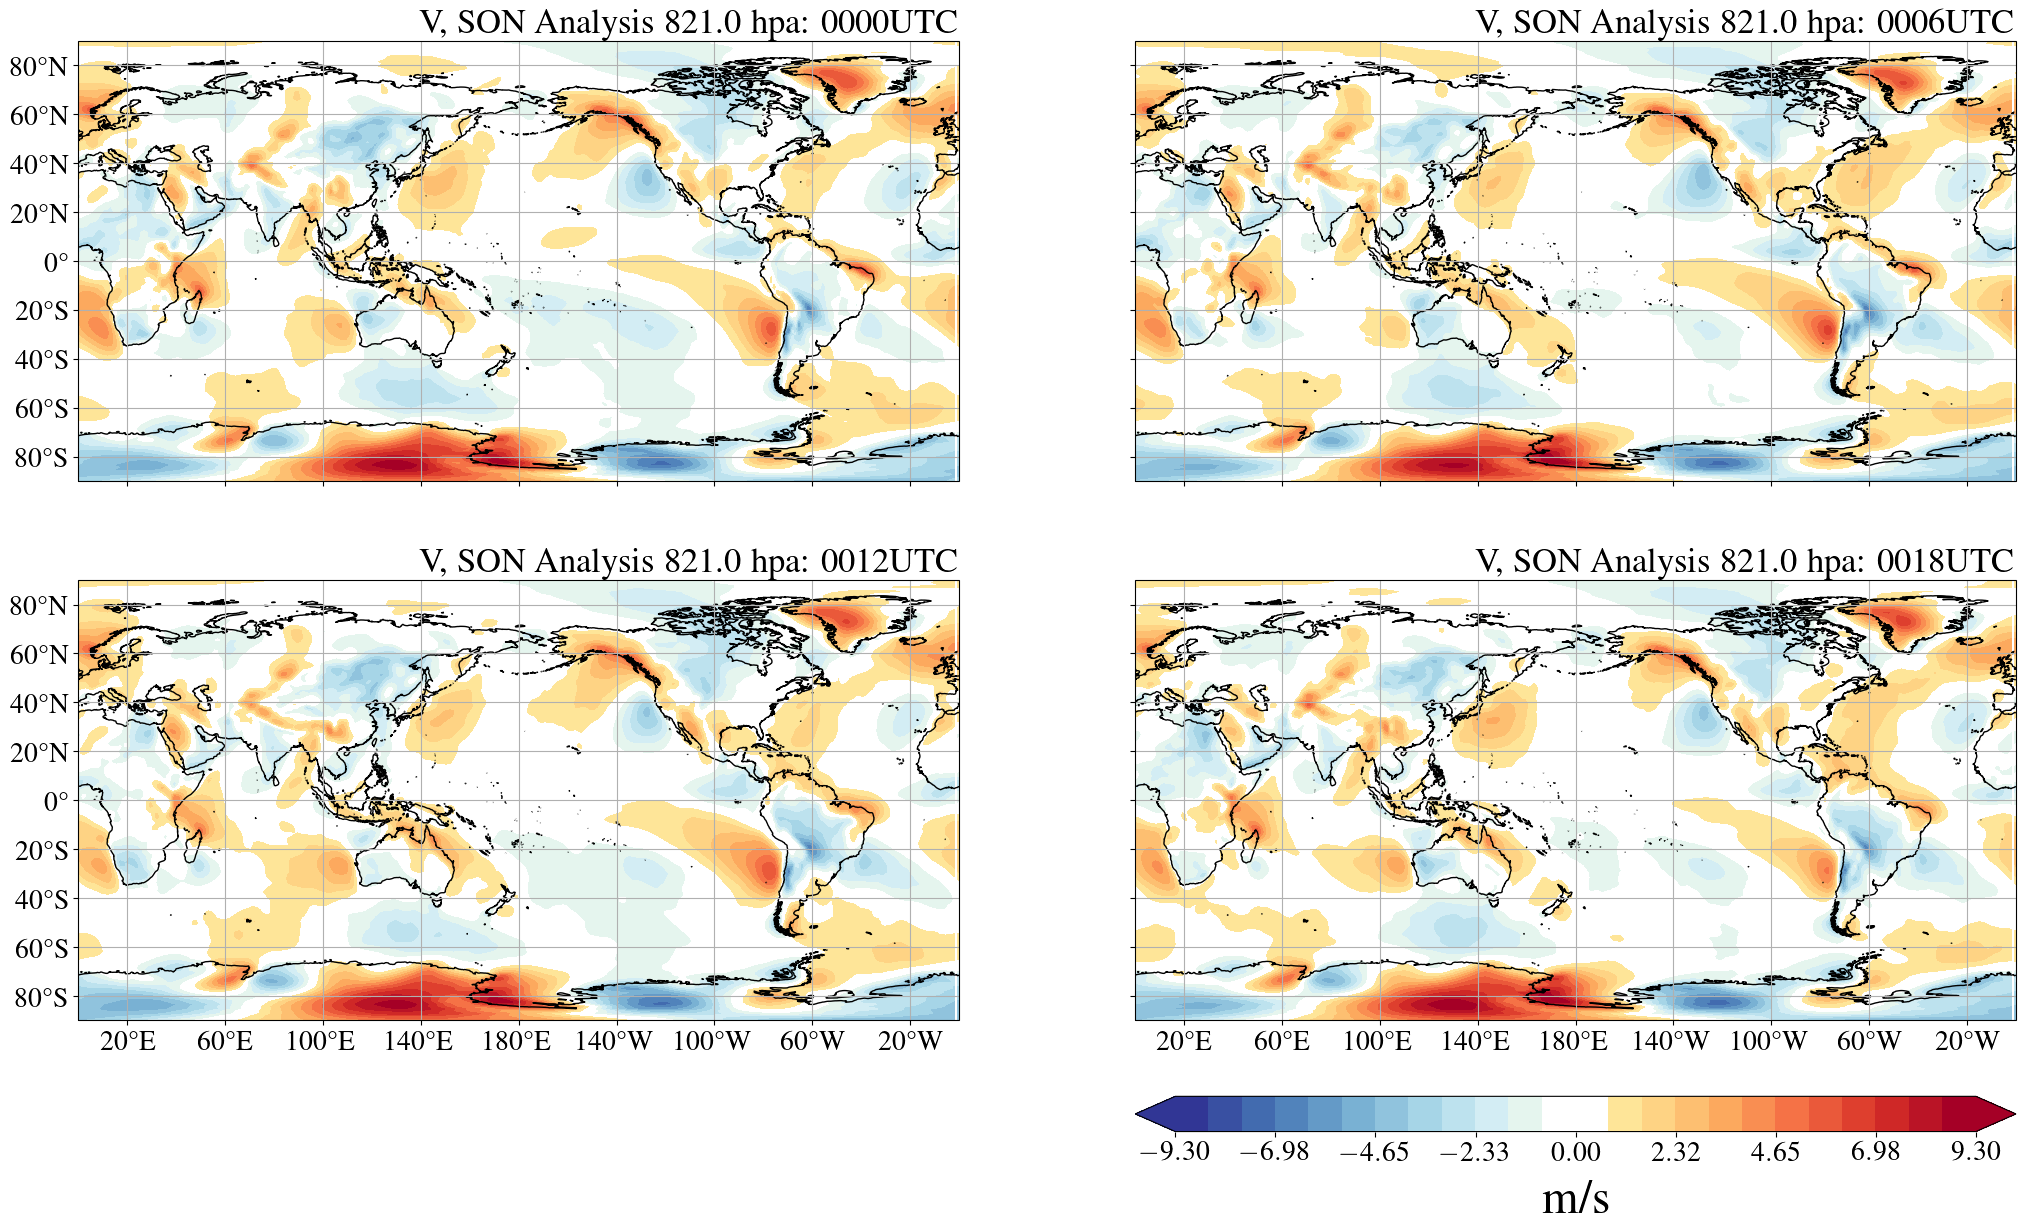 V, SON Analysis 821.0 hpa: 0000UTC
V, SON Analysis 821.0 hpa: 0006UTC
80°N
60°N
40°N
20°N
0°
20°S
40°S
60°S
80°S
V, SON Analysis 821.0 hpa: 0012UTC
V, SON Analysis 821.0 hpa: 0018UTC
80°N
60°N
40°N
20°N
0°
20°S
40°S
60°S
80°S
20°E 60°E 100°E 140°E 180°E 140°W 100°W 60°W 20°W
20°E 60°E 100°E 140°E 180°E 140°W 100°W 60°W 20°W
−9.30 −6.98 −4.65 −2.33 0.00 2.32 4.65 6.98 9.30
m/s